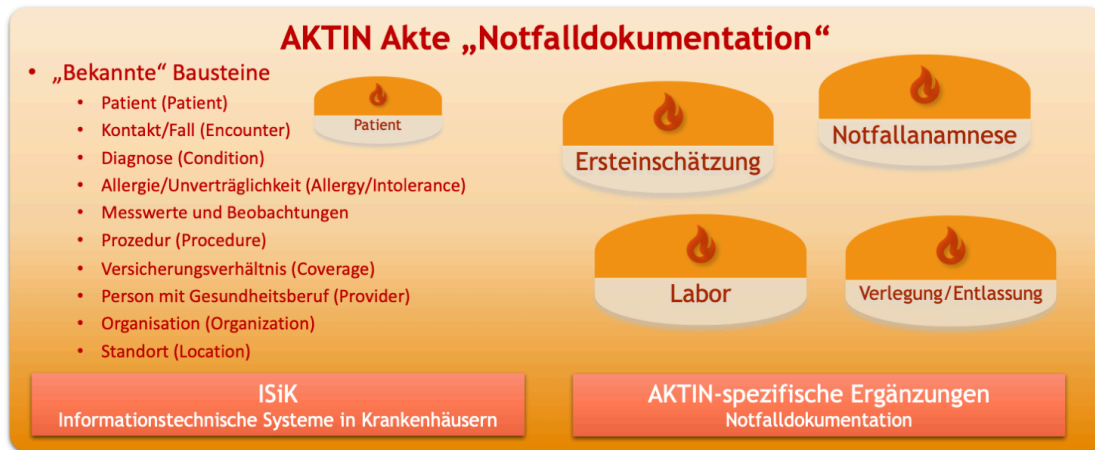 AKTIN Akte „Notfalldokumentation“
• „Bekannte“ Bausteine
• Patient (Patient)
• Kontakt/Fall (Encounter)
• Diagnose (Condition)
• Allergie/Unverträglichkeit (Allergy/Intolerance)
• Messwerte und Beobachtungen
• Prozedur (Procedure)
• Versicherungsverhältnis (Coverage)
• Person mit Gesundheitsberuf (Provider)
• Organisation (Organization)
• Standort (Location)
Patient
Ersteinschätzung
Notfallanamnese
Labor
Verlegung/Entlassung
ISiK
Informationstechnische Systeme in Krankenhäusern
AKTIN-spezifische Ergänzungen
Notfalldokumentation